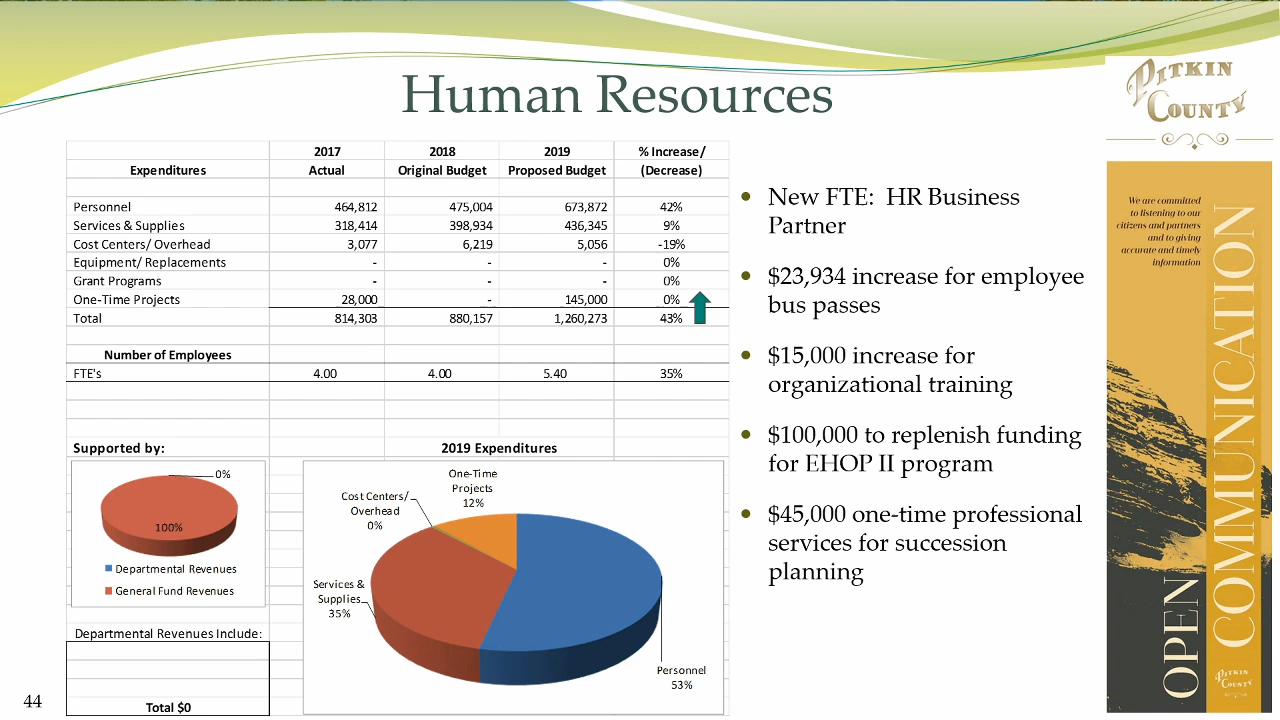 Human Resources
PITKIN
COUNTY
2017 2018 2019 % Increase/
Expenditures Actual Original Budget Proposed Budget (Decrease)
Personnel 464,812 475,004 673,872 42%
Services & Supplies 318,414 398,934 436,345 9%
Cost Centers/ Overhead 3,077 6,219 5,056 -19%
Equipment/ Replacements - - - 0%
Grant Programs - - - 0%
One-Time Projects 28,000 - 145,000 0%
Total 814,303 880,157 1,260,273 43%
Number of Employees
FTE's 4.00 4.00 5.40 35%
Supported by:
0%
100%
Departmental Revenues
General Fund Revenues
Departmental Revenues Include:
Total $0
2019 Expenditures
One-Time
Projects
12%
Cost Centers/
Overhead
0%
Services &
Supplies
35%
Personnel
53%
• New FTE: HR Business
Partner
• $23,934 increase for employee
bus passes
• $15,000 increase for
organizational training
• $100,000 to replenish funding
for EHOP II program
• $45,000 one-time professional
services for succession
planning
We are committed
to listening to our
citizens and partners
and to giving
accurate and timely
information
OPEN
COMMUNICATION
PITKIN
COUNTY
44